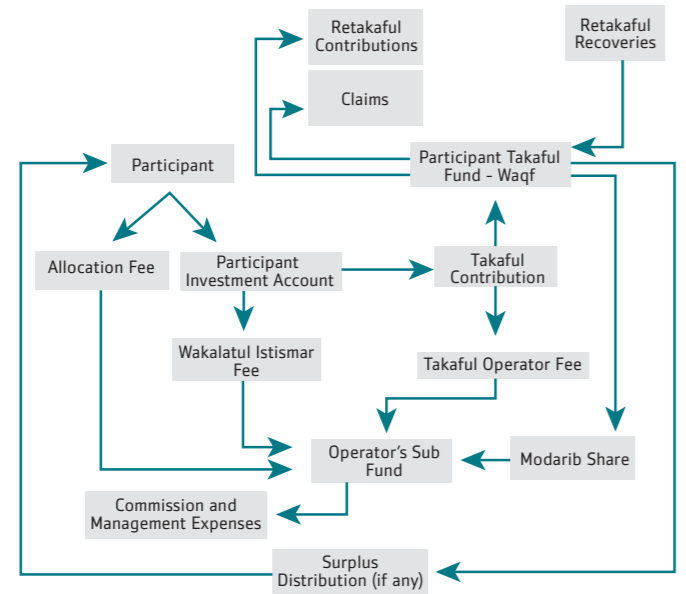 Retakaful
Contributions
Retakaful
Recoveries
Claims
Participant
Participant Takaful
Fund - Waqf
Allocation Fee
Participant
Investment Account
Takaful
Contribution
Wakalatul Istismar
Fee
Takaful Operator Fee
Operator's Sub
Fund
Modarib Share
Commission and
Management Expenses
Surplus
Distribution (if any)